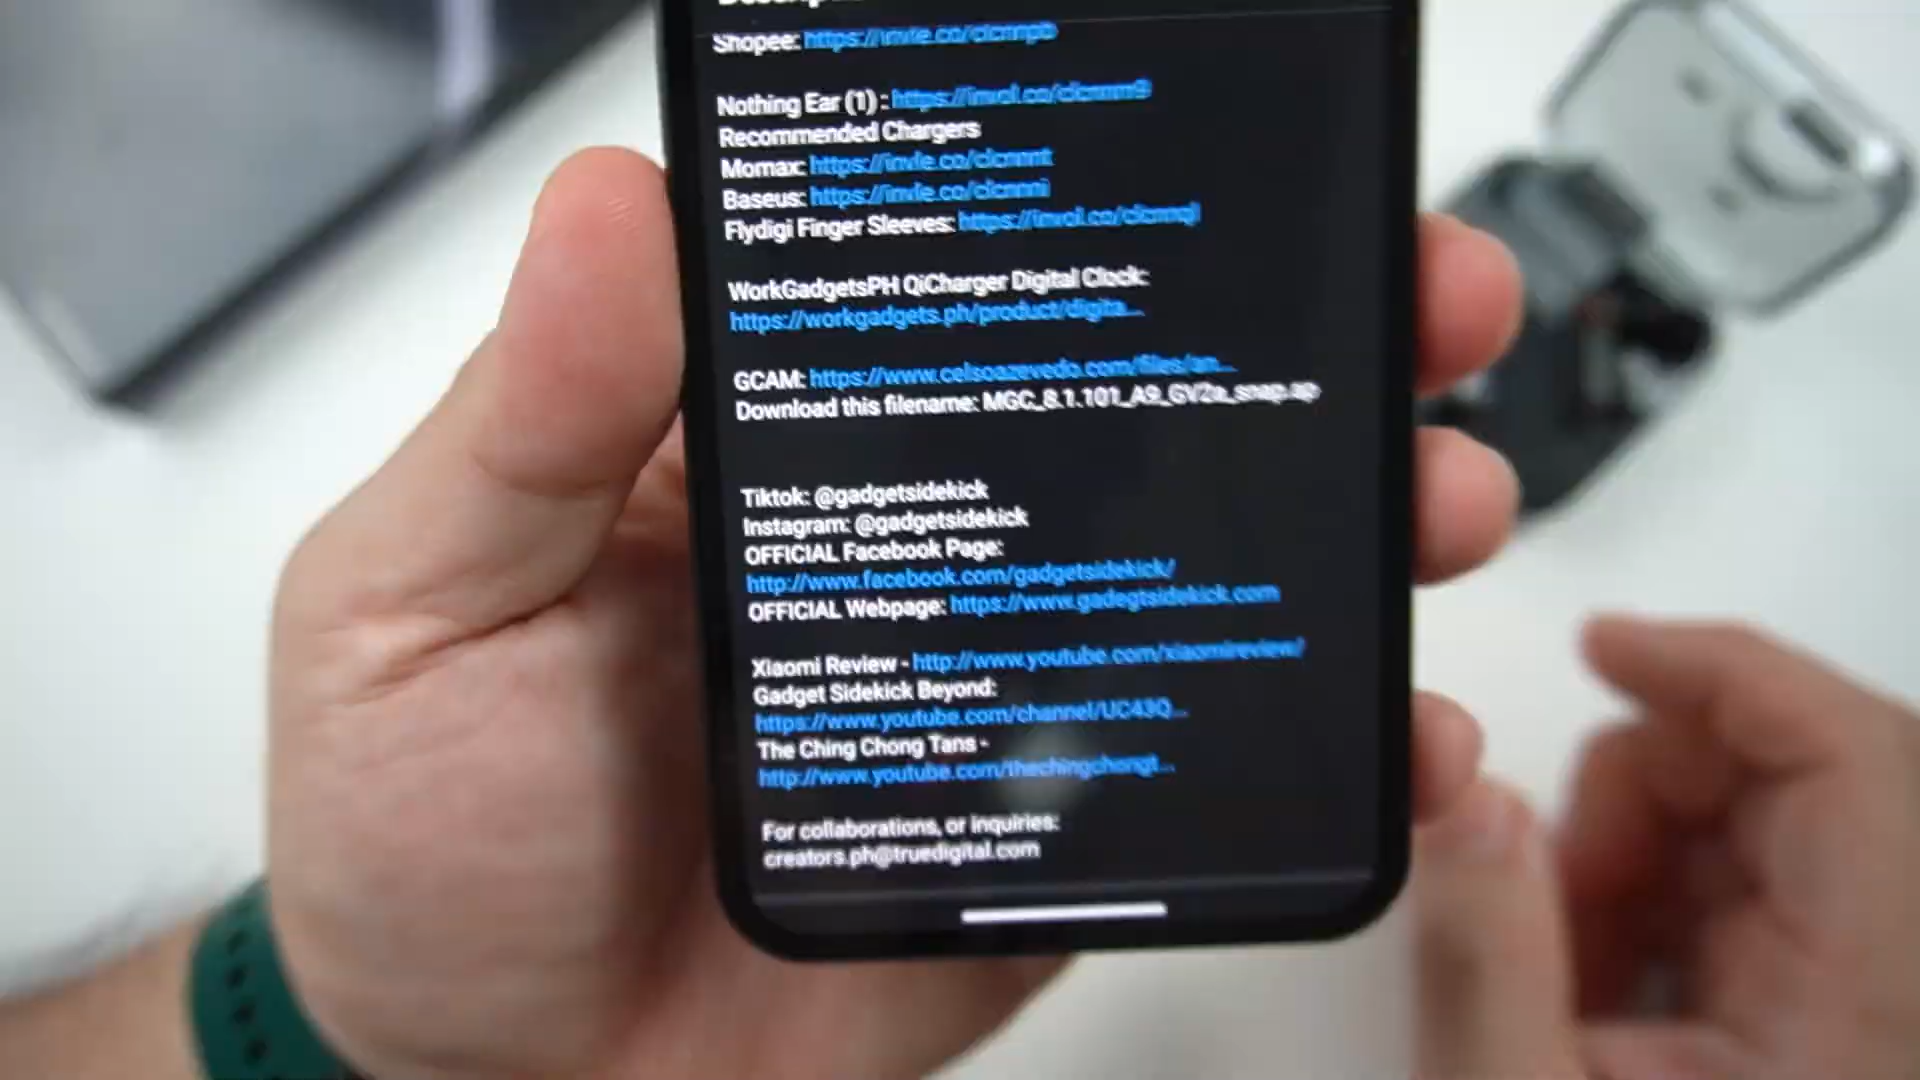 Shopee:
Nothing Ear (1) :
Recommended Chargers
Momax:
Baseus:
Flydigi Finger Sleeves:
WorkGadgetsPH QiCharger Digital Clock:
https://workgadgets.ph/product/digita...
GCAM: https://www.celsoazevedo.com/files/an...
Download this filename: MGC_8.1.101_A9_GV2a_snap.ap
Tiktok: @gadgetsidekick
Instagram: @gadgetsidekick
OFFICIAL Facebook Page:
http://www.facebook.com/gadgetsidekick/
OFFICIAL Webpage: https://www.gadegtsidekick.com
Xiaomi Review - http://www.youtube.com/xiaomireview/
Gadget Sidekick Beyond:
https://www.youtube.com/channel/UC43Q...
The Ching Chong Tans -
http://www.youtube.com/thechingchongt...
For collaborations, or inquiries:
creators.ph@truedigital.com